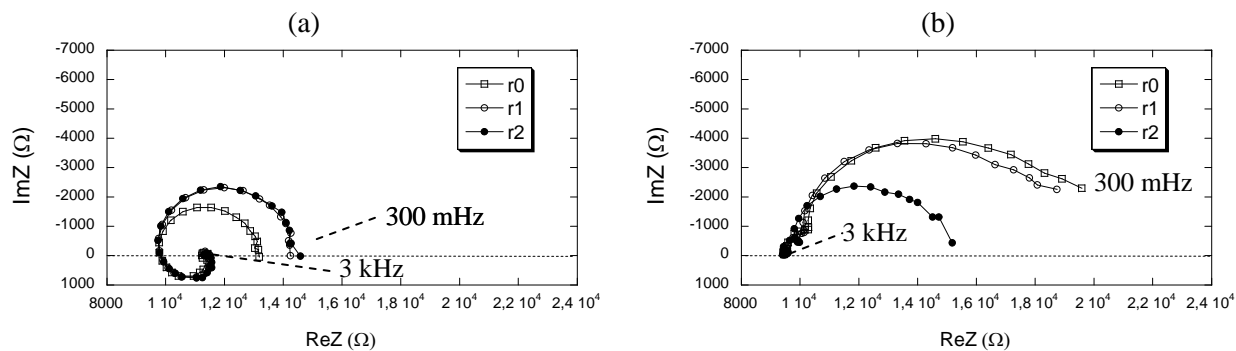 (a)
-7000
-6000
-5000
-4000
-3000
-2000
-1000
0
1000
ImZ (Ω)
r0
r1
r2
300 mHz
3 kHz
8000 10⁴ 1,2 10⁴ 1,4 10⁴ 1,6 10⁴ 1,8 10⁴ 2 10⁴ 2,2 10⁴ 2,4 10⁴
ReZ (Ω)
(b)
-7000
-6000
-5000
-4000
-3000
-2000
-1000
0
1000
ImZ (Ω)
r0
r1
r2
300 mHz
3 kHz
8000 10⁴ 1,2 10⁴ 1,4 10⁴ 1,6 10⁴ 1,8 10⁴ 2 10⁴ 2,2 10⁴ 2,4 10⁴
ReZ (Ω)